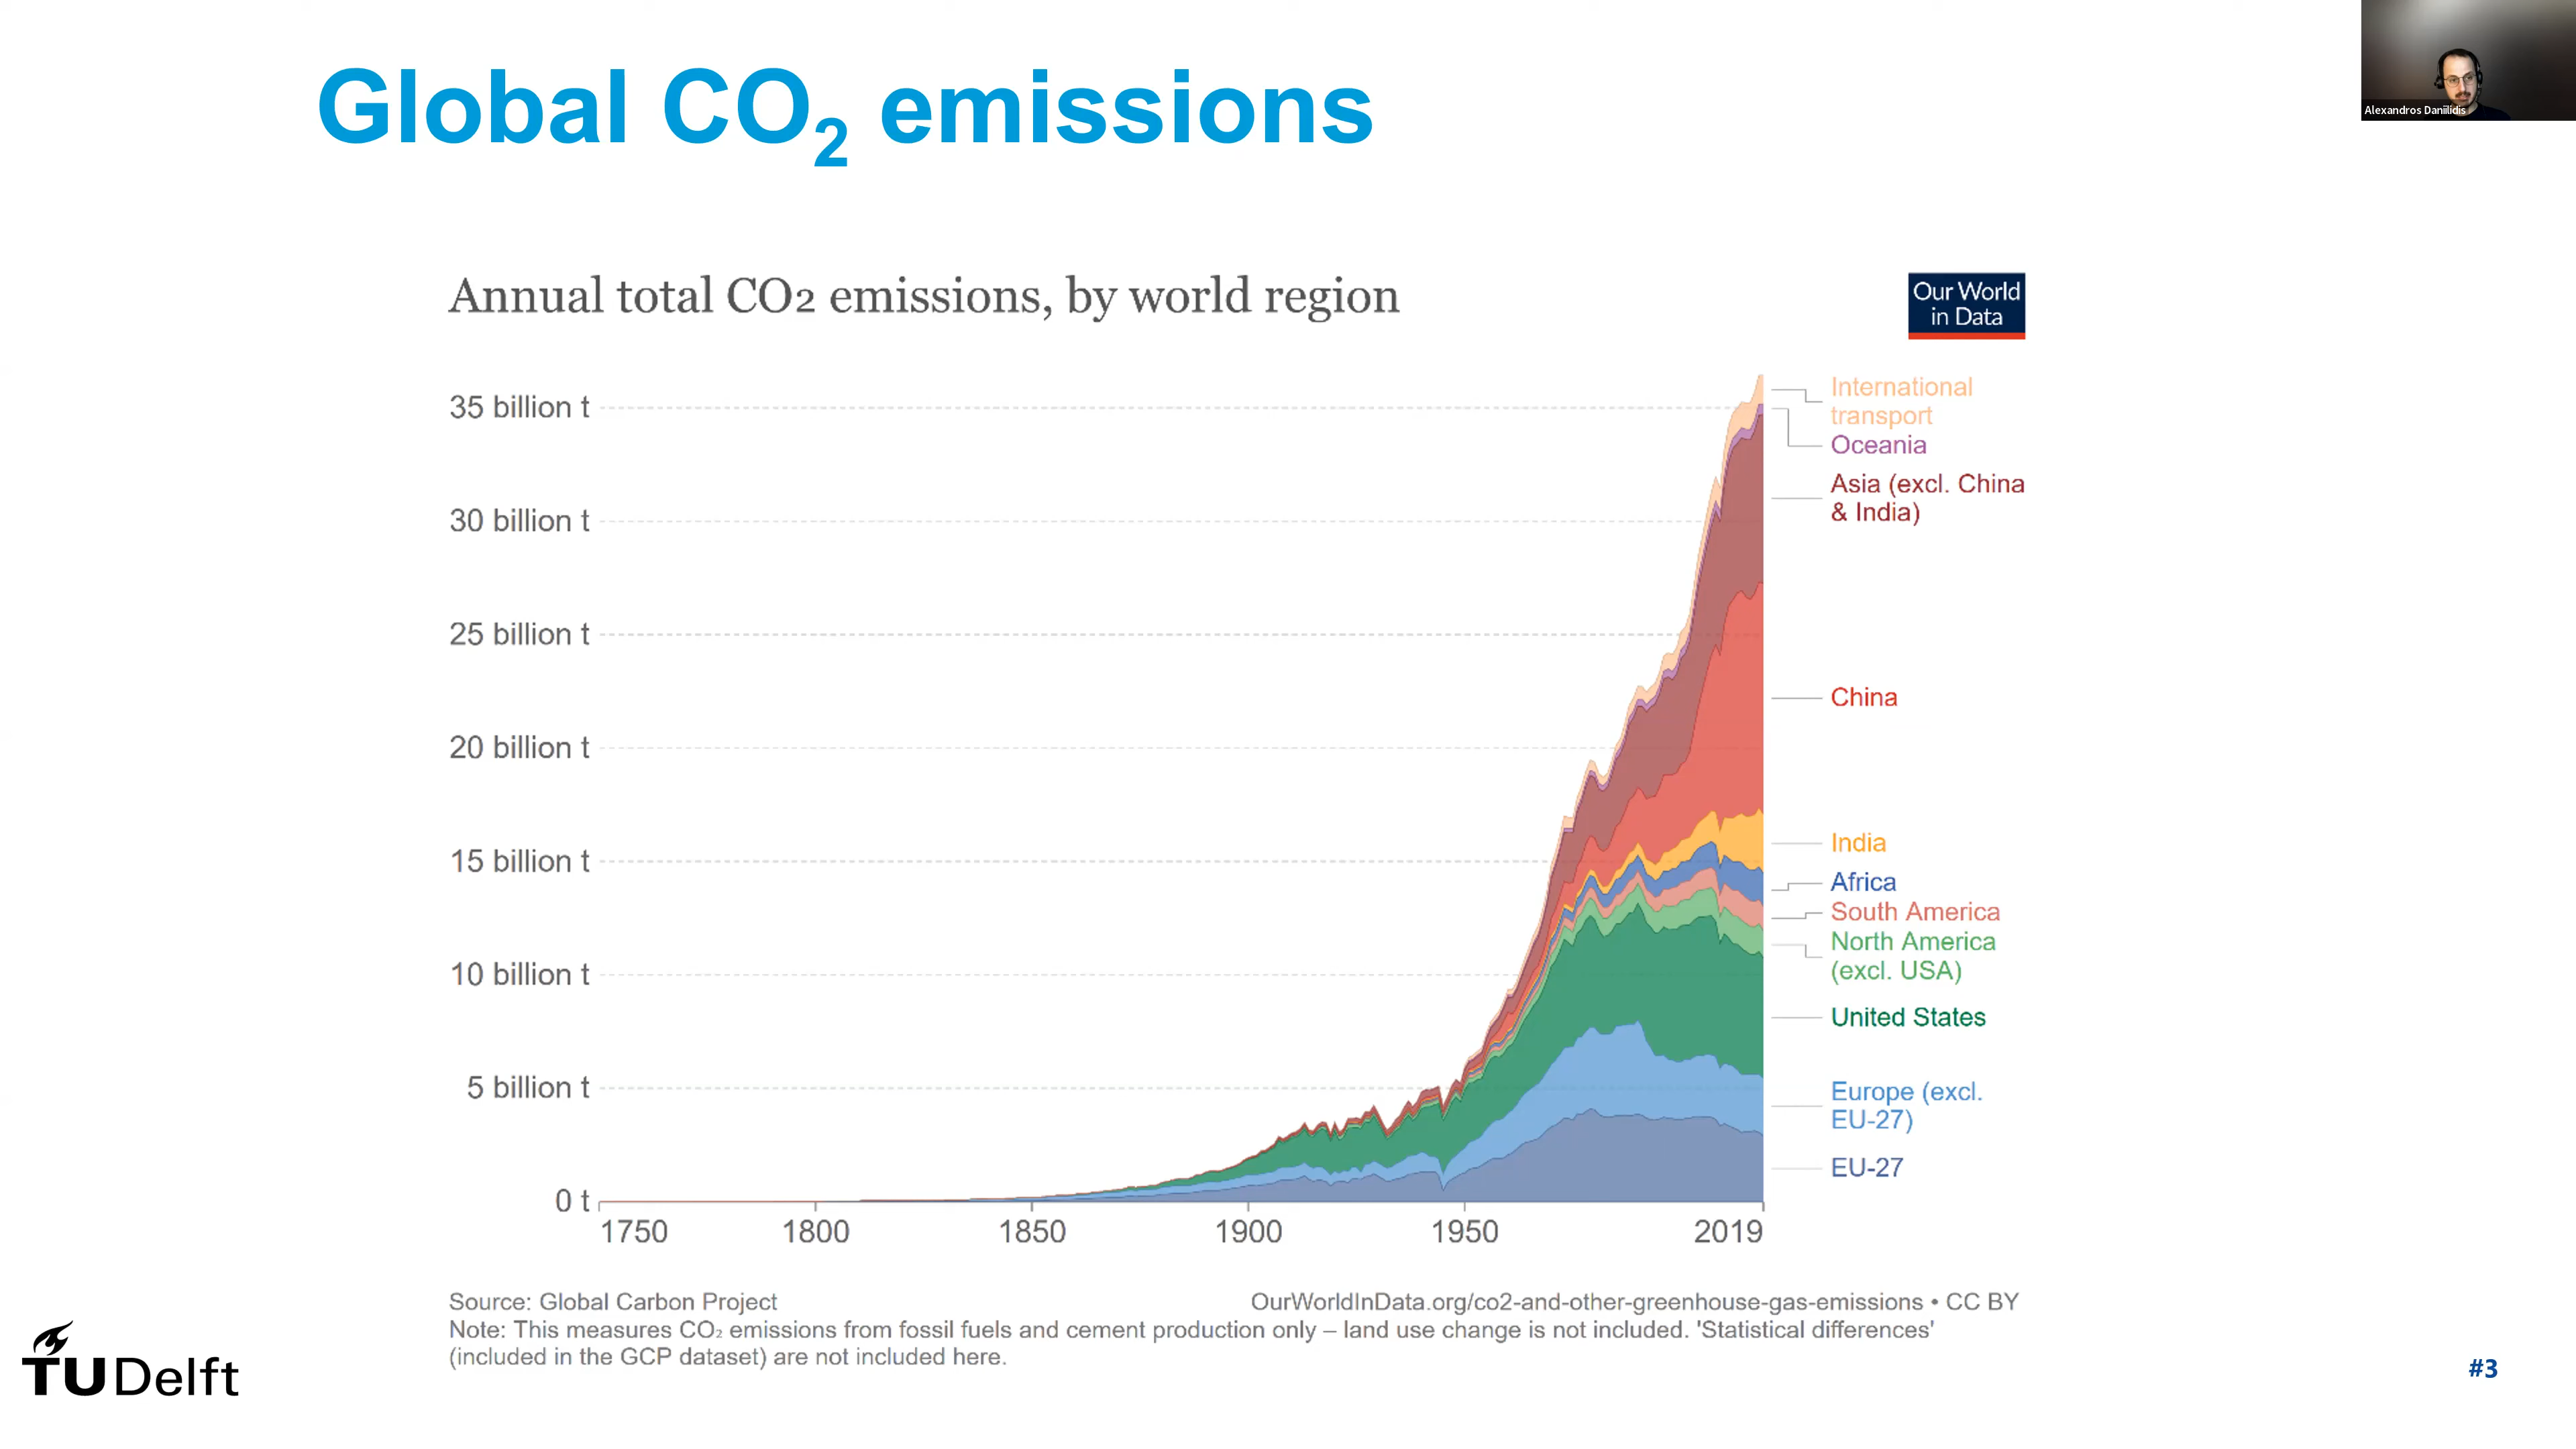 Global CO₂ emissions
Alexandros Daniilidis
Annual total CO2 emissions, by world region
Our World
in Data
35 billion t
30 billion t
25 billion t
20 billion t
15 billion t
10 billion t
5 billion t
0 t
1750
1800
1850
1900
1950
2019
International
transport
Oceania
Asia (excl. China
& India)
China
India
Africa
South America
North America
(excl. USA)
United States
Europe (excl.
EU-27)
EU-27
Source: Global Carbon Project
OurWorldInData.org/co2-and-other-greenhouse-gas-emissions • CC BY
Note: This measures CO₂ emissions from fossil fuels and cement production only – land use change is not included. 'Statistical differences'
(included in the GCP dataset) are not included here.
TU Delft
#3